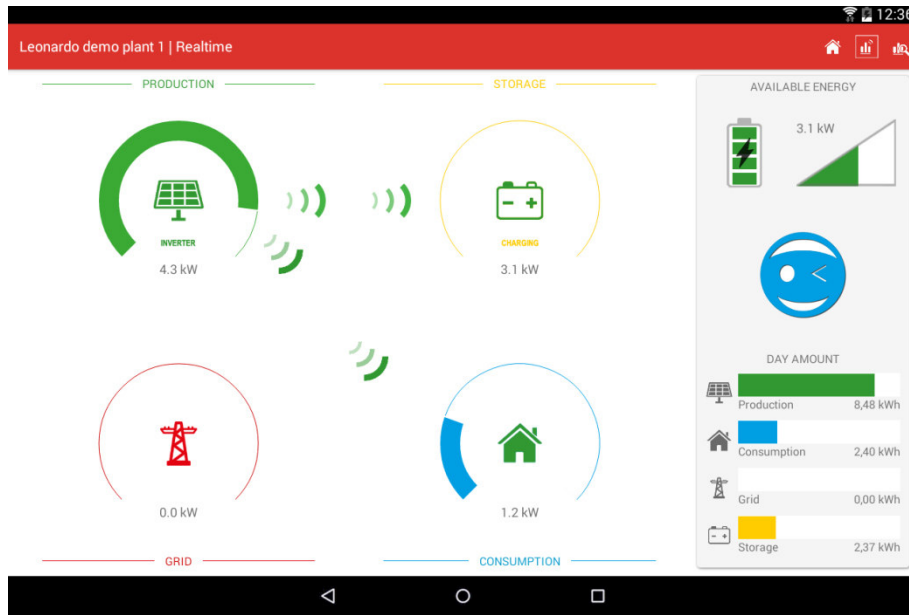 12:36
Leonardo demo plant 1 | Realtime
PRODUCTION
STORAGE
AVAILABLE ENERGY
3.1 kW
INVERTER
4.3 kW
CHARGING
3.1 kW
DAY AMOUNT
Production 8,48 kWh
Consumption 2,40 kWh
Grid 0,00 kWh
Storage 2,37 kWh
0.0 kW
1.2 kW
GRID
CONSUMPTION